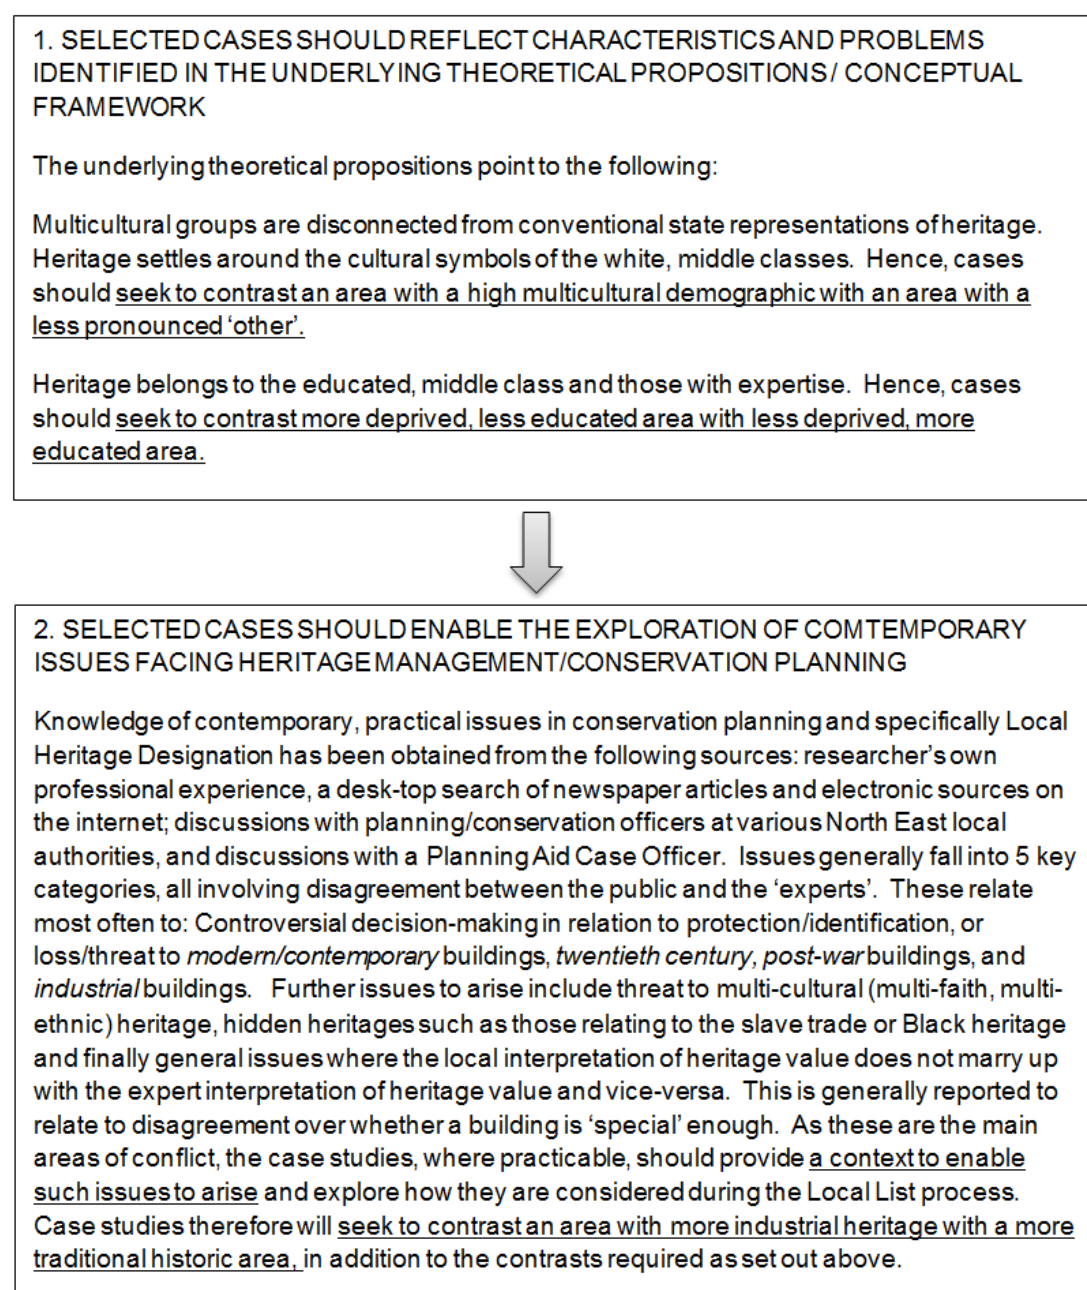 1. SELECTED CASES SHOULD REFLECT CHARACTERISTICS AND PROBLEMS
IDENTIFIED IN THE UNDERLYING THEORETICAL PROPOSITIONS / CONCEPTUAL
FRAMEWORK
The underlying theoretical propositions point to the following:
Multicultural groups are disconnected from conventional state representations of heritage.
Heritage settles around the cultural symbols of the white, middle classes. Hence, cases
should seek to contrast an area with a high multicultural demographic with an area with a
less pronounced ‘other’.
Heritage belongs to the educated, middle class and those with expertise. Hence, cases
should seek to contrast more deprived, less educated area with less deprived, more
educated area.
2. SELECTED CASES SHOULD ENABLE THE EXPLORATION OF COMTEMPORARY
ISSUES FACING HERITAGE MANAGEMENT/CONSERVATION PLANNING
Knowledge of contemporary, practical issues in conservation planning and specifically Local
Heritage Designation has been obtained from the following sources: researcher’s own
professional experience, a desk-top search of newspaper articles and electronic sources on
the internet; discussions with planning/conservation officers at various North East local
authorities, and discussions with a Planning Aid Case Officer. Issues generally fall into 5 key
categories, all involving disagreement between the public and the ‘experts’. These relate
most often to: Controversial decision-making in relation to protection/identification, or
loss/threat to modern/contemporary buildings, twentieth century, post-war buildings, and
industrial buildings. Further issues to arise include threat to multi-cultural (multi-faith, multi-
ethnic) heritage, hidden heritages such as those relating to the slave trade or Black heritage
and finally general issues where the local interpretation of heritage value does not marry up
with the expert interpretation of heritage value and vice-versa. This is generally reported to
relate to disagreement over whether a building is ‘special’ enough. As these are the main
areas of conflict, the case studies, where practicable, should provide a context to enable
such issues to arise and explore how they are considered during the Local List process.
Case studies therefore will seek to contrast an area with more industrial heritage with a more
traditional historic area, in addition to the contrasts required as set out above.